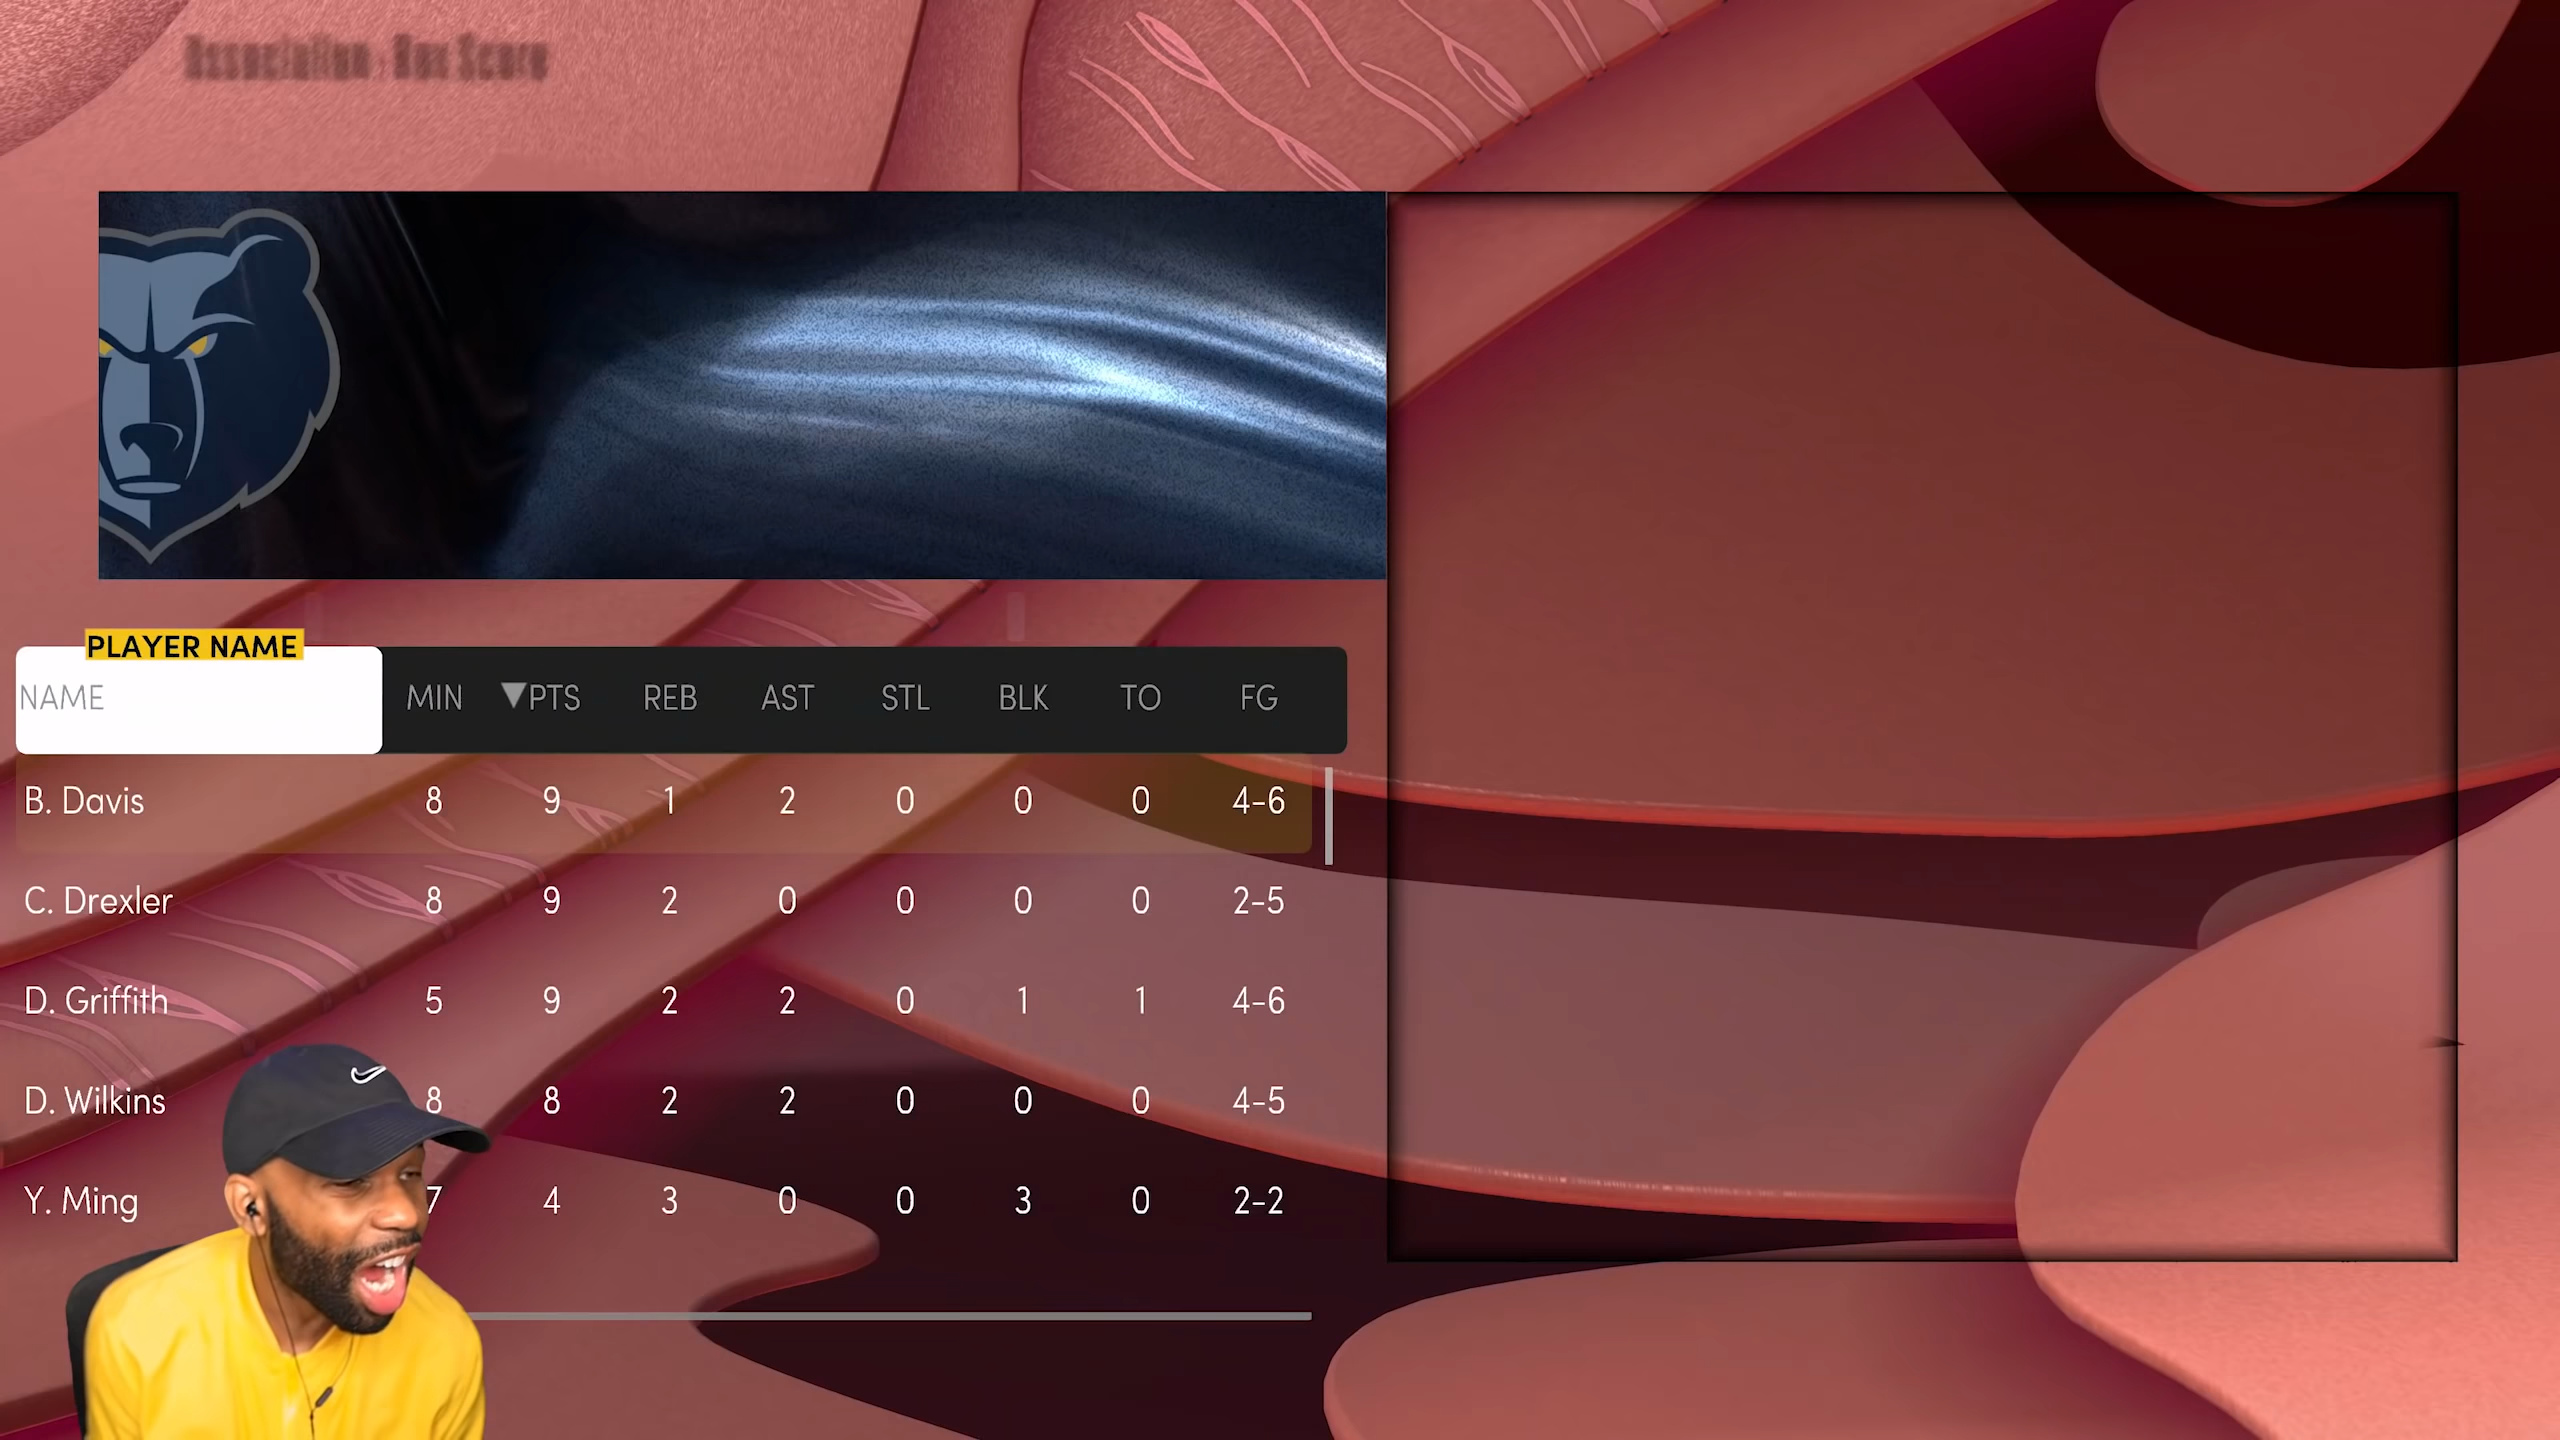 Association · Box Score
PLAYER NAME
NAME MIN ▼PTS REB AST STL BLK TO FG
B. Davis 8 9 1 2 0 0 0 4-6
C. Drexler 8 9 2 0 0 0 0 2-5
D. Griffith 5 9 2 2 0 1 1 4-6
D. Wilkins 8 8 2 2 0 0 0 4-5
Y. Ming 7 4 3 0 0 3 0 2-2